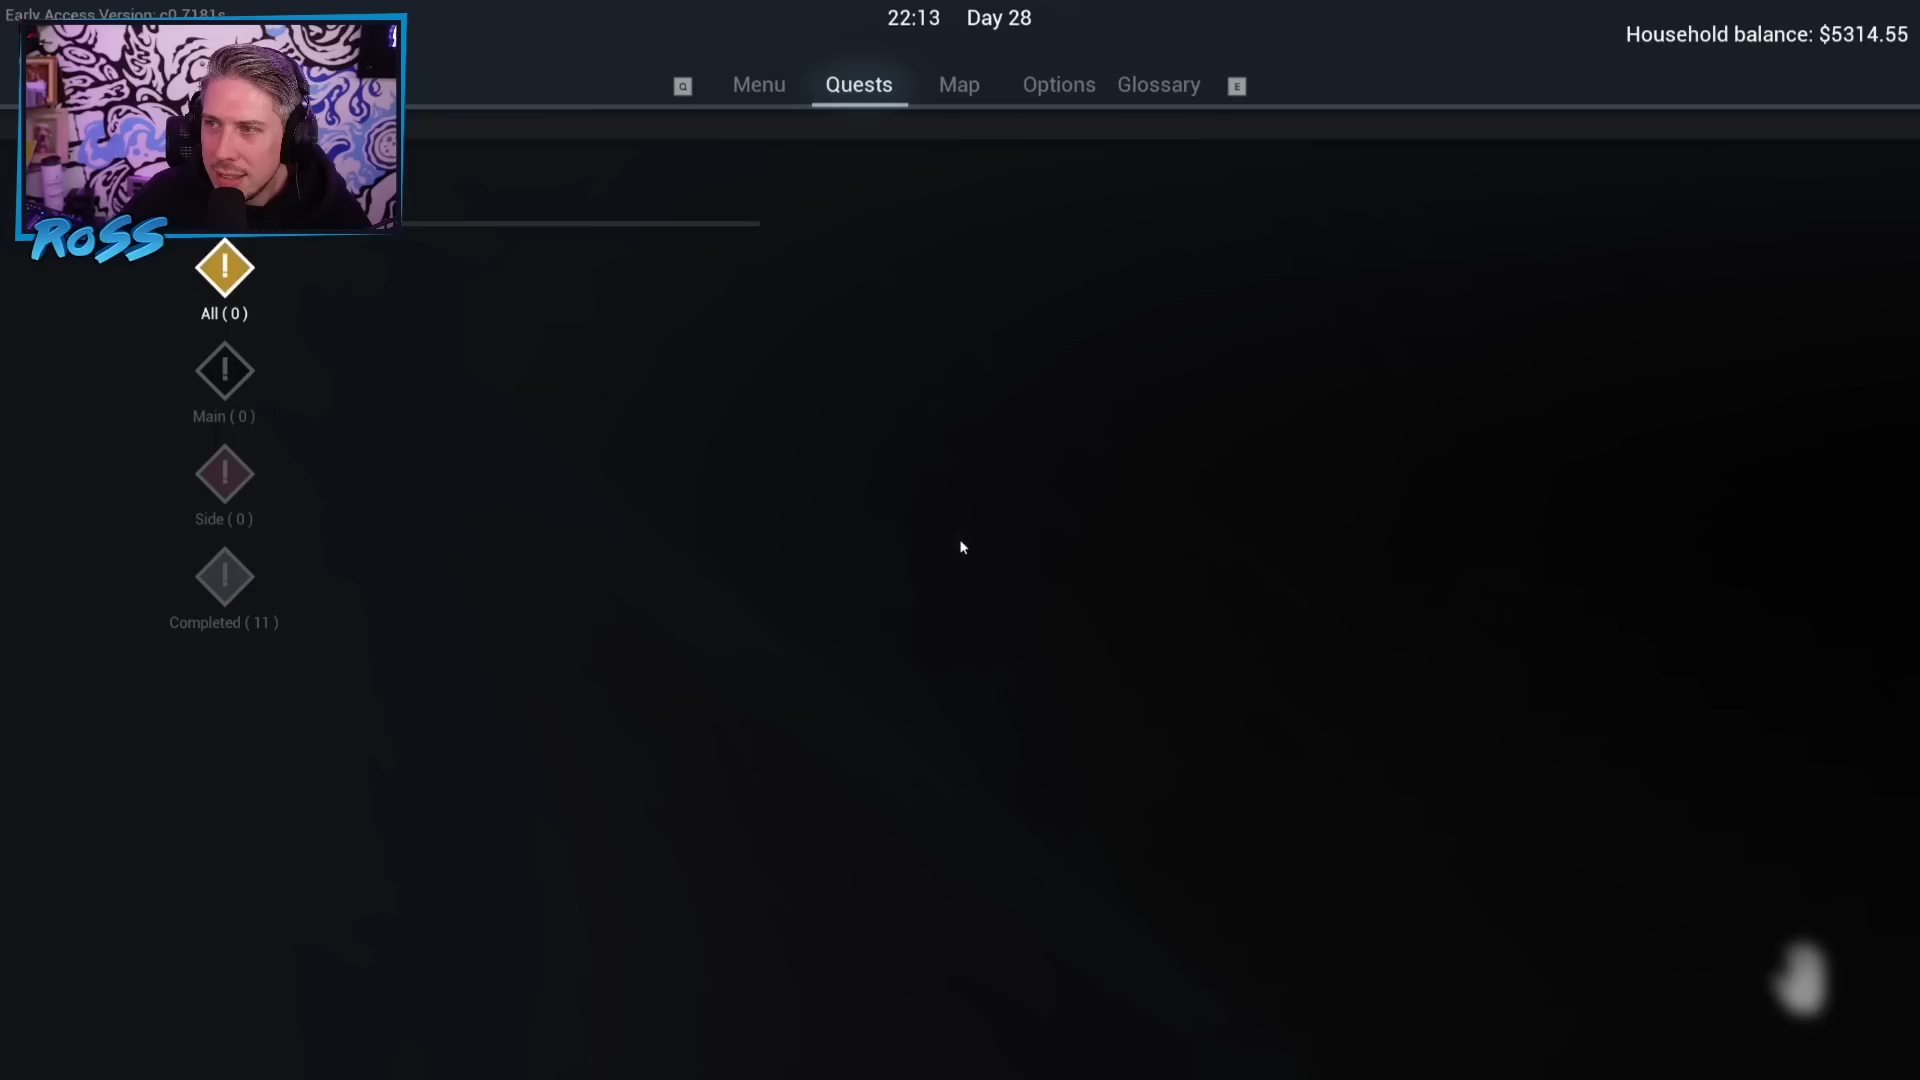 Early Access Version: c0.7181s
22:13 Day 28
Household balance: $5314.55
Q Menu Quests Map Options Glossary E
ROSS
All ( 0 )
Main ( 0 )
Side ( 0 )
Completed ( 11 )